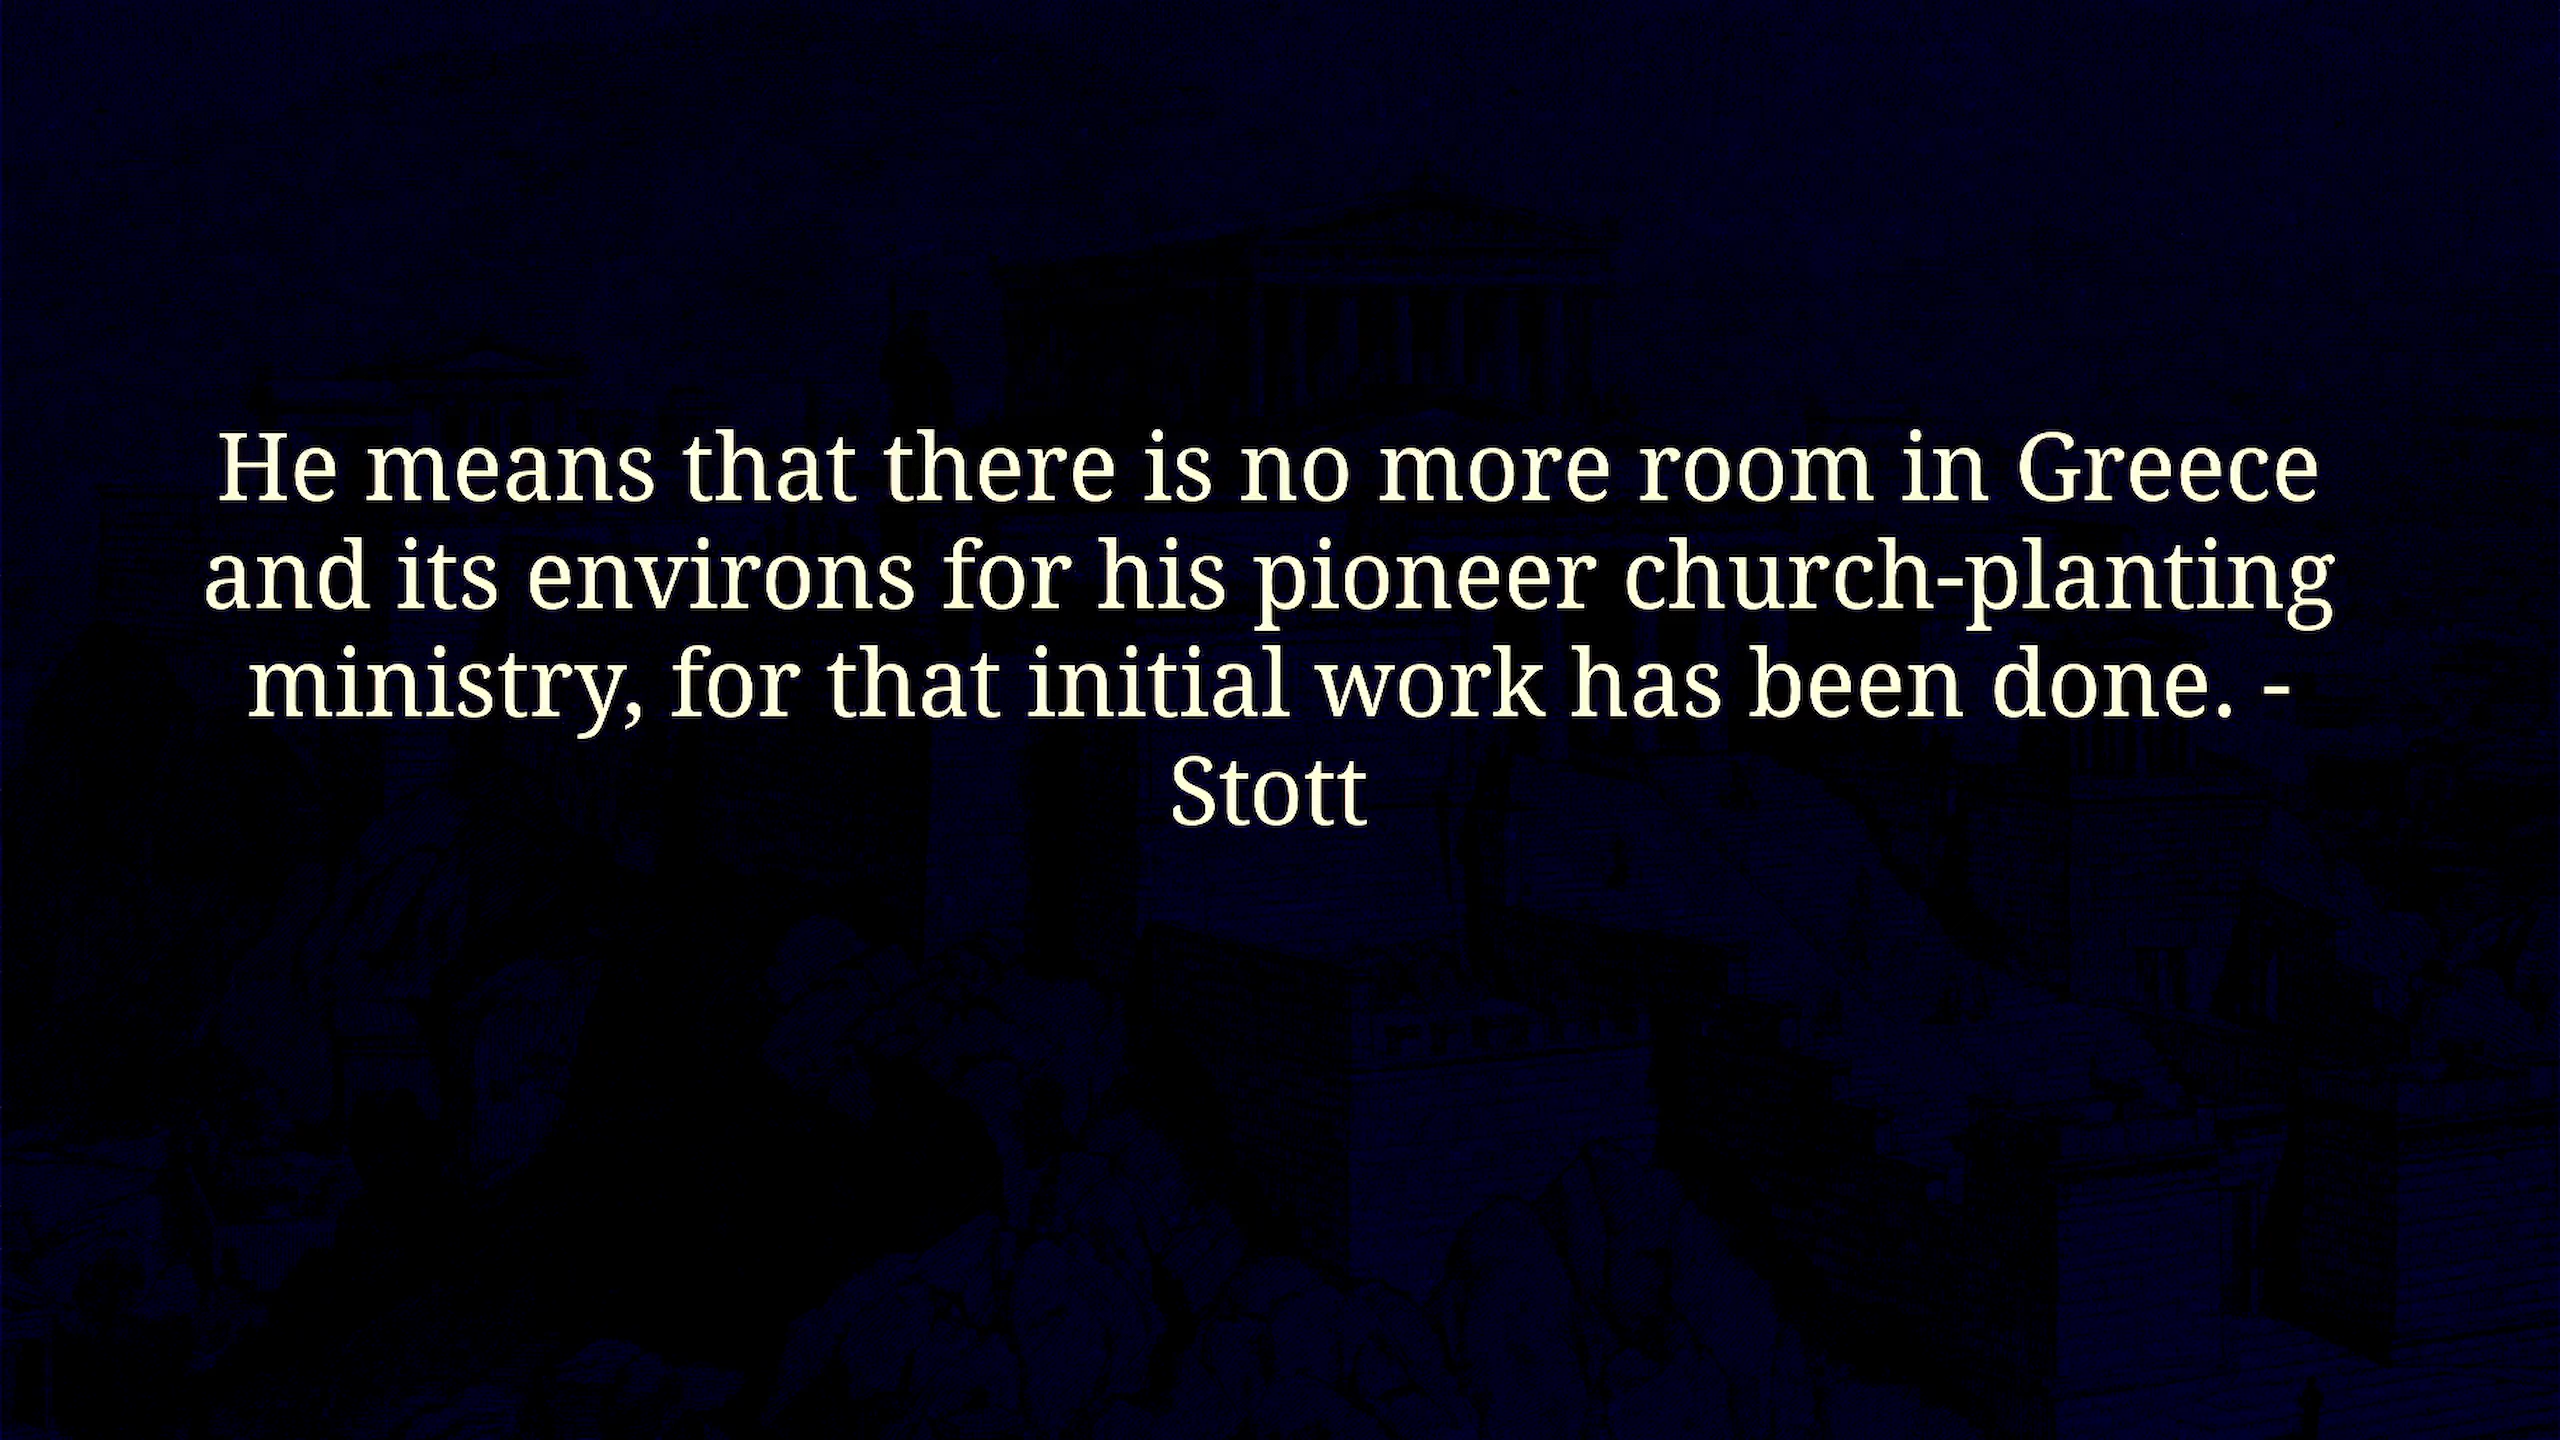 He means that there is no more room in Greece
and its environs for his pioneer church-planting
ministry, for that initial work has been done. -
Stott